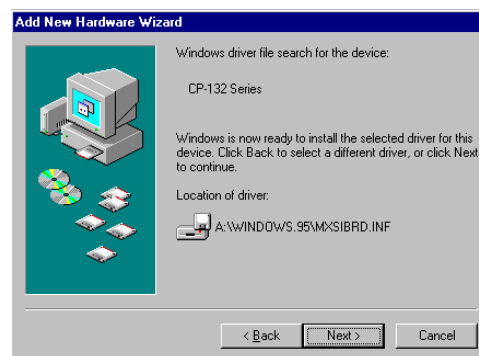 Add New Hardware Wizard
Windows driver file search for the device:
CP-132 Series
Windows is now ready to install the selected driver for this
device. Click Back to select a different driver, or click Next
to continue.
Location of driver:
A:\WINDOWS.95\MXSIBRD.INF
< Back
Next >
Cancel